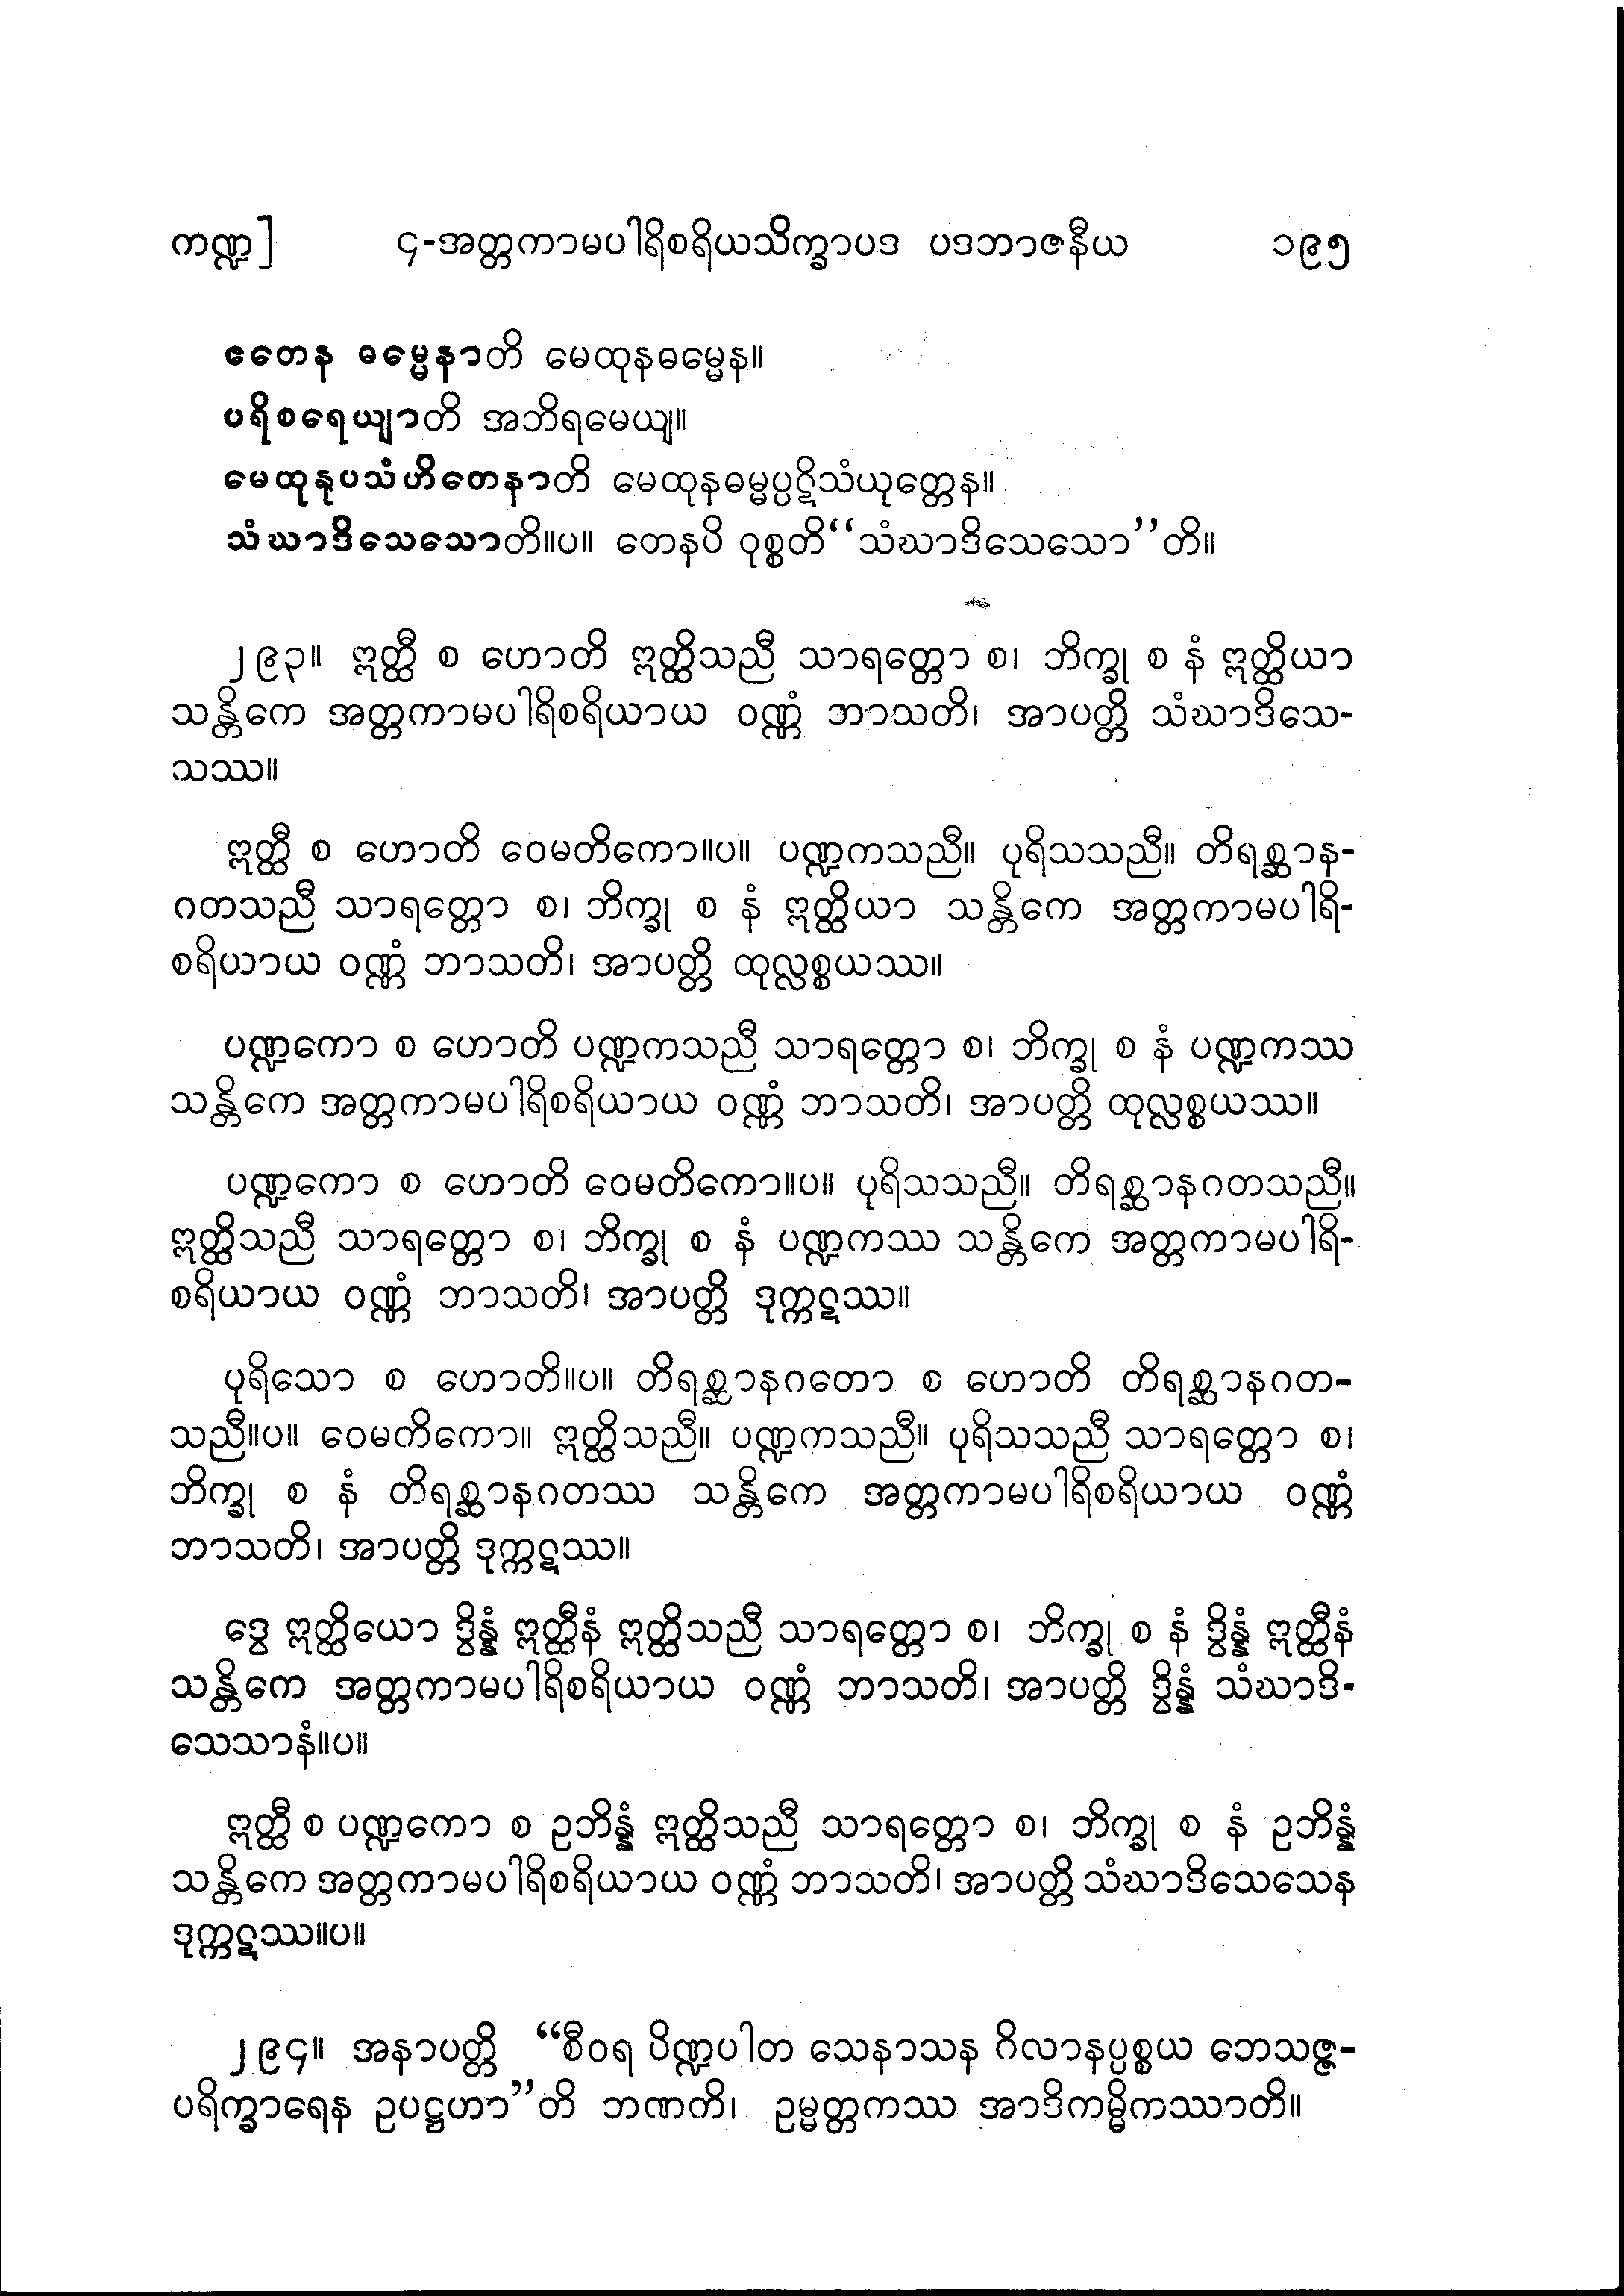 ကဏ္ဍ] ၄-အတ္တကာမပါရိစရိယသိက္ခာပဒ ပဒဘာဇနီယ ၁၉၅
ဧတေန ဓမ္မေနာတိ မေထုနဓမ္မေန။
ပရိစရေယျာတိ အဘိရမေယျ။
မေထုနုပသံဟိတေနာတိ မေထုနဓမ္မပ္ပဋိသံယုတ္တေန။
သံဃာဒိသေသောတိ။ပ။ တေနပိ ဝုစ္စတိ“သံဃာဒိသေသော”တိ။
၂၉၃။ ဣတ္ထီ စ ဟောတိ ဣတ္ထိသညီ သာရတ္တော စ၊ ဘိက္ခု စ နံ ဣတ္ထိယာ
သန္တိကေ အတ္တကာမပါရိစရိယာယ ဝဏ္ဏံ ဘာသတိ၊ အာပတ္တိ သံဃာဒိသေ-
သဿ။
ဣတ္ထီ စ ဟောတိ ဝေမတိကော။ပ။ ပဏ္ဍကသညီ။ ပုရိသသညီ။ တိရစ္ဆာန-
ဂတသညီ သာရတ္တော စ၊ ဘိက္ခု စ နံ ဣတ္ထိယာ သန္တိကေ အတ္တကာမပါရိ-
စရိယာယ ဝဏ္ဏံ ဘာသတိ၊ အာပတ္တိ ထုလ္လစ္စယဿ။
ပဏ္ဍကော စ ဟောတိ ပဏ္ဍကသညီ သာရတ္တော စ၊ ဘိက္ခု စ နံ ပဏ္ဍကဿ
သန္တိကေ အတ္တကာမပါရိစရိယာယ ဝဏ္ဏံ ဘာသတိ၊ အာပတ္တိ ထုလ္လစ္စယဿ။
ပဏ္ဍကော စ ဟောတိ ဝေမတိကော။ပ။ ပုရိသသညီ။ တိရစ္ဆာနဂတသညီ။
ဣတ္ထိသညီ သာရတ္တော စ၊ ဘိက္ခု စ နံ ပဏ္ဍကဿ သန္တိကေ အတ္တကာမပါရိ-
စရိယာယ ဝဏ္ဏံ ဘာသတိ၊ အာပတ္တိ ဒုက္ကဋဿ။
ပုရိသော စ ဟောတိ။ပ။ တိရစ္ဆာနဂတော စ ဟောတိ တိရစ္ဆာနဂတ-
သညီ။ပ။ ဝေမတိကော။ ဣတ္ထိသညီ။ ပဏ္ဍကသညီ။ ပုရိသသညီ သာရတ္တော စ၊
ဘိက္ခု စ နံ တိရစ္ဆာနဂတဿ သန္တိကေ အတ္တကာမပါရိစရိယာယ ဝဏ္ဏံ
ဘာသတိ၊ အာပတ္တိ ဒုက္ကဋဿ။
ဒွေ ဣတ္ထိယော ဒွိန္နံ ဣတ္ထီနံ ဣတ္ထိသညီ သာရတ္တော စ၊ ဘိက္ခု စ နံ ဒွိန္နံ ဣတ္ထီနံ
သန္တိကေ အတ္တကာမပါရိစရိယာယ ဝဏ္ဏံ ဘာသတိ၊ အာပတ္တိ ဒွိန္နံ သံဃာဒိ-
သေသာနံ။ပ။
ဣတ္ထီ စ ပဏ္ဍကော စ ဥဘိန္နံ ဣတ္ထိသညီ သာရတ္တော စ၊ ဘိက္ခု စ နံ ဥဘိန္နံ
သန္တိကေ အတ္တကာမပါရိစရိယာယ ဝဏ္ဏံ ဘာသတိ၊ အာပတ္တိ သံဃာဒိသေသေန
ဒုက္ကဋဿ။ပ။
၂၉၄။ အနာပတ္တိ “စီဝရ ပိဏ္ဍပါတ သေနာသန ဂိလာနပ္ပစ္စယ ဘေသဇ္ဇ-
ပရိက္ခာရေန ဥပဋ္ဌဟာ”တိ ဘဏတိ၊ ဥမ္မတ္တကဿ အာဒိကမ္မိကဿာတိ။